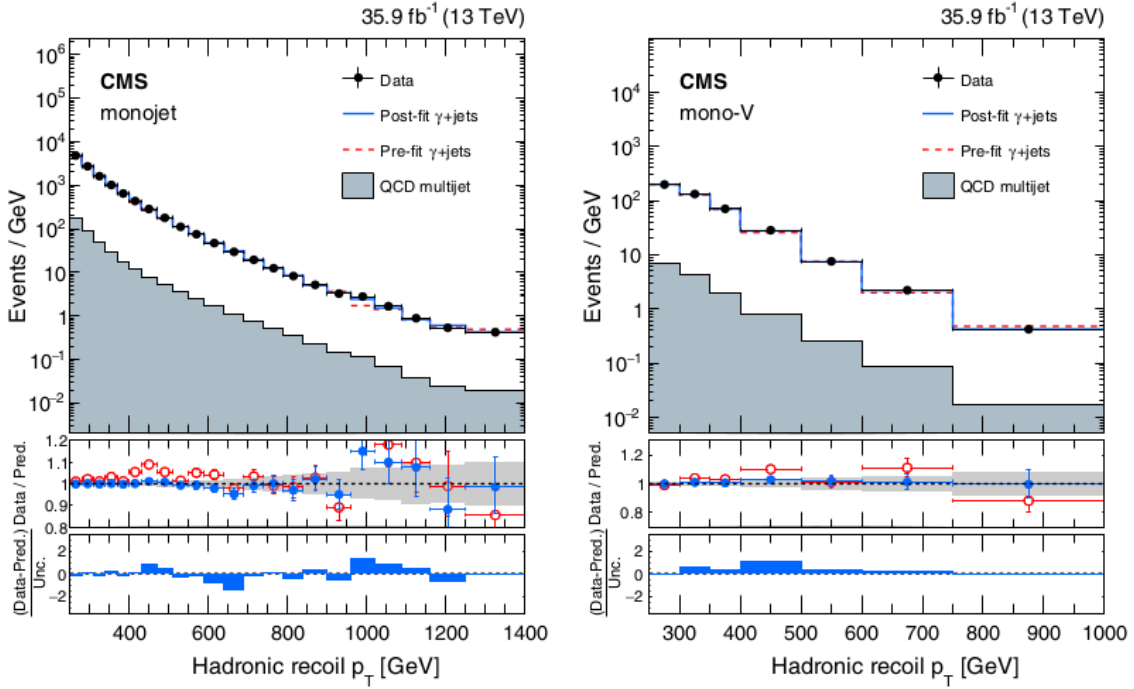 35.9 fb⁻¹ (13 TeV)
CMS
monojet
Data
Post-fit γ+jets
Pre-fit γ+jets
QCD multijet
Events / GeV
10⁶
10⁵
10⁴
10³
10²
10
1
10⁻¹
10⁻²
Data / Pred.
1.2
1.1
1.0
0.9
0.8
(Data-Pred.)
Unc.
2
0
−2
400 600 800 1000 1200 1400
Hadronic recoil p_T [GeV]
35.9 fb⁻¹ (13 TeV)
CMS
mono-V
Data
Post-fit γ+jets
Pre-fit γ+jets
QCD multijet
Events / GeV
10⁴
10³
10²
10
1
10⁻¹
10⁻²
Data / Pred.
1.2
1.0
0.8
(Data-Pred.)
Unc.
2
0
−2
300 400 500 600 700 800 900 1000
Hadronic recoil p_T [GeV]